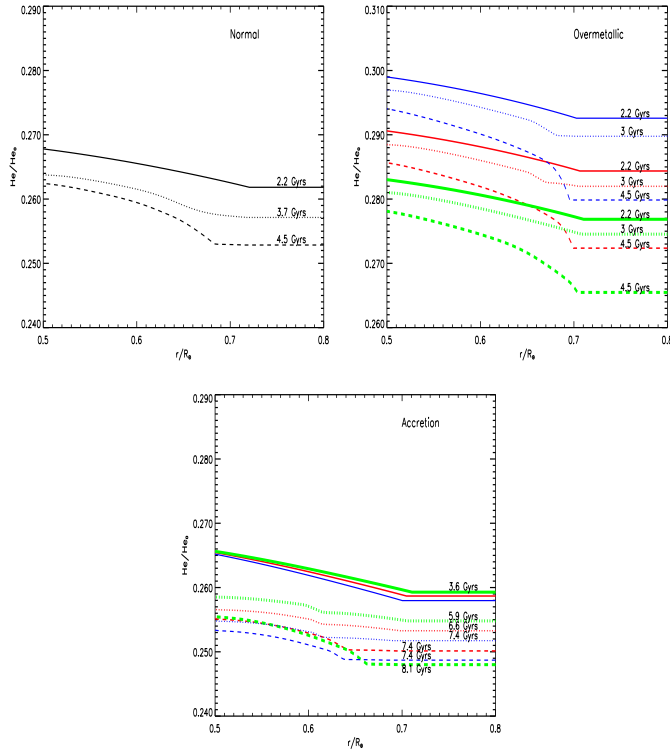 Normal
He/He⊙
0.290
0.280
0.270
0.260
0.250
0.240
2.2 Gyrs
3.7 Gyrs
4.5 Gyrs
0.5 0.6 0.7 0.8
r/R⊙
Overmetallic
He/He⊙
0.310
0.300
0.290
0.280
0.270
0.260
2.2 Gyrs
3 Gyrs
4.5 Gyrs
2.2 Gyrs
3 Gyrs
2.2 Gyrs
3 Gyrs
4.5 Gyrs
4.5 Gyrs
0.5 0.6 0.7 0.8
r/R⊙
Accretion
He/He⊙
0.290
0.280
0.270
0.260
0.250
0.240
3.6 Gyrs
5.9 Gyrs
6.6 Gyrs
7.4 Gyrs
7.4 Gyrs
7.4 Gyrs
8.1 Gyrs
0.5 0.6 0.7 0.8
r/R⊙